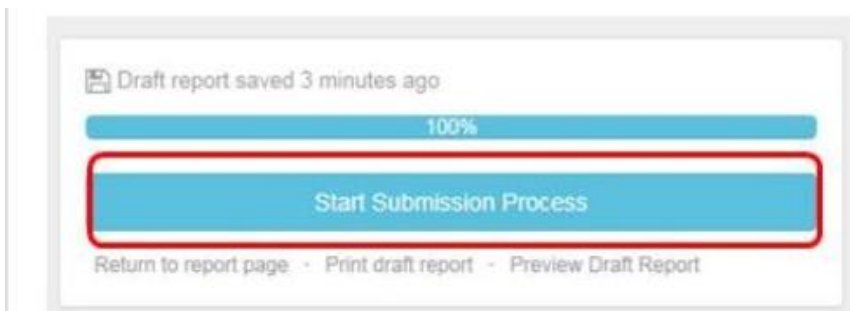 Draft report saved 3 minutes ago
100%
Start Submission Process
Return to report page - Print draft report - Preview Draft Report